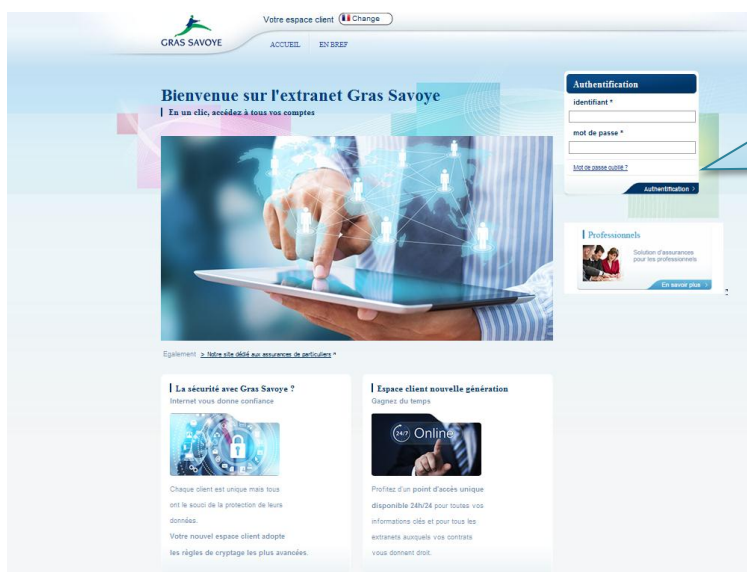 Votre espace client Change
GRAS SAVOYE
ACCUEIL EN BREF
Bienvenue sur l'extranet Gras Savoye
En un clic, accédez à tous vos comptes
Authentification
identifiant *
mot de passe *
Mot de passe oublié ?
Authentification >
Professionnels
Solution d'assurances
pour les professionnels
En savoir plus >
Egalement > Notre site dédié aux assurances de particuliers
La sécurité avec Gras Savoye ?
Internet vous donne confiance
Chaque client est unique mais tous
ont le souci de la protection de leurs
données.
Votre nouvel espace client adopte
les règles de cryptage les plus avancées.
Espace client nouvelle génération
Gagnez du temps
24/7 Online
Profitez d'un point d'accès unique
disponible 24h/24 pour toutes vos
informations clés et pour tous les
extranets auxquels vos contrats
vous donnent droit.